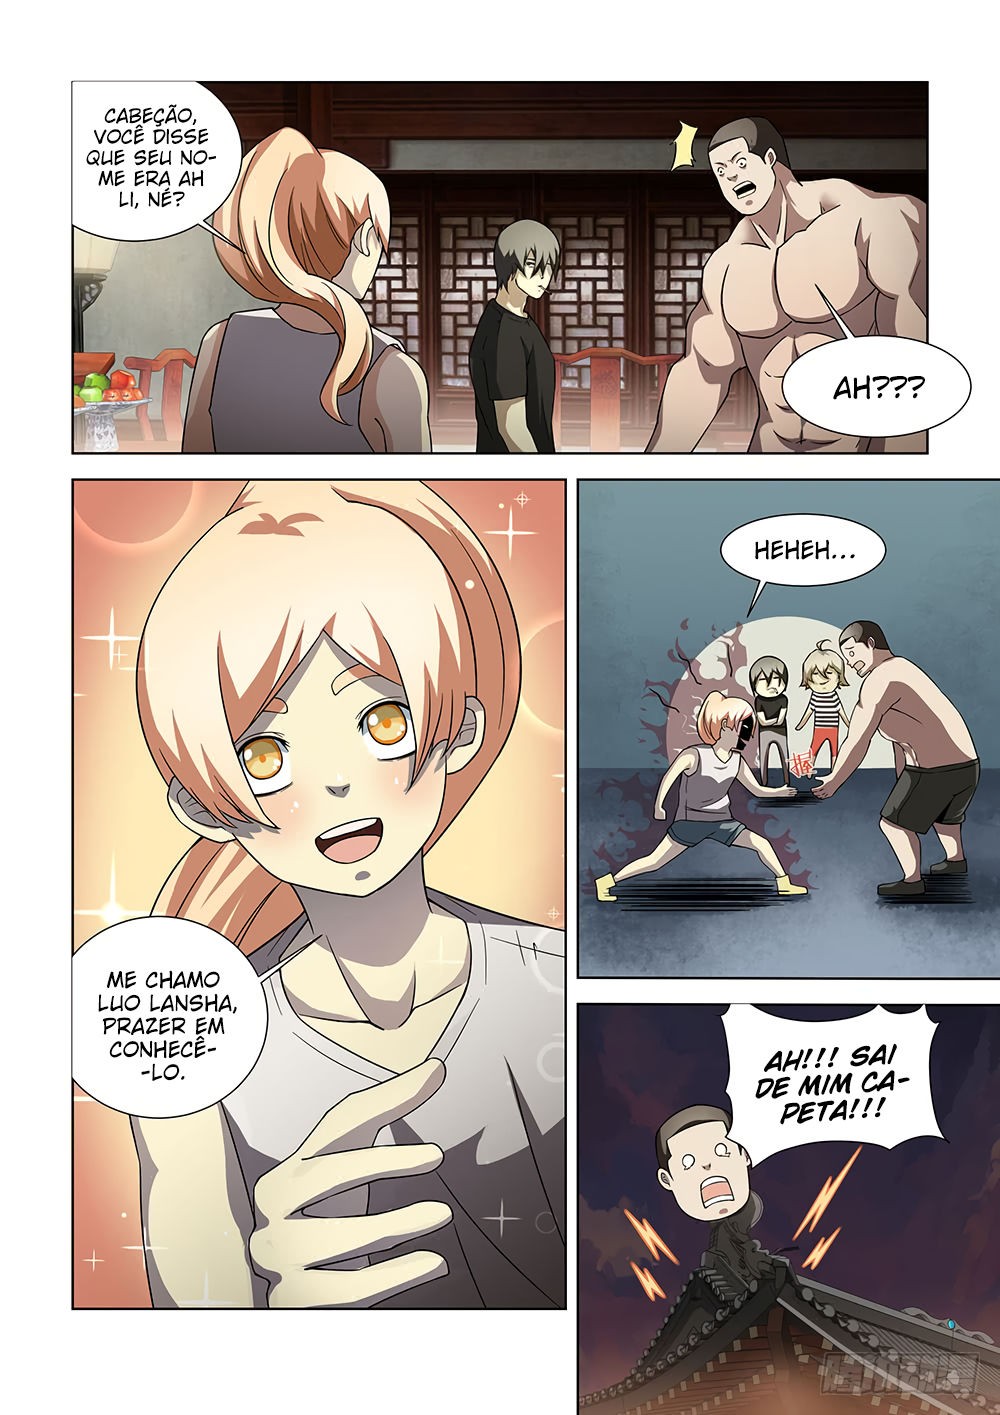 CABEÇÃO,
VOCÊ DISSE
QUE SEU NO-
ME ERA AH
LI, NÉ?
AH???
ME CHAMO
LUO LANSHA,
PRAZER EM
CONHECÊ-
-LO.
HEHEH...
握
AH!!! SAI
DE MIM CA-
PETA!!!